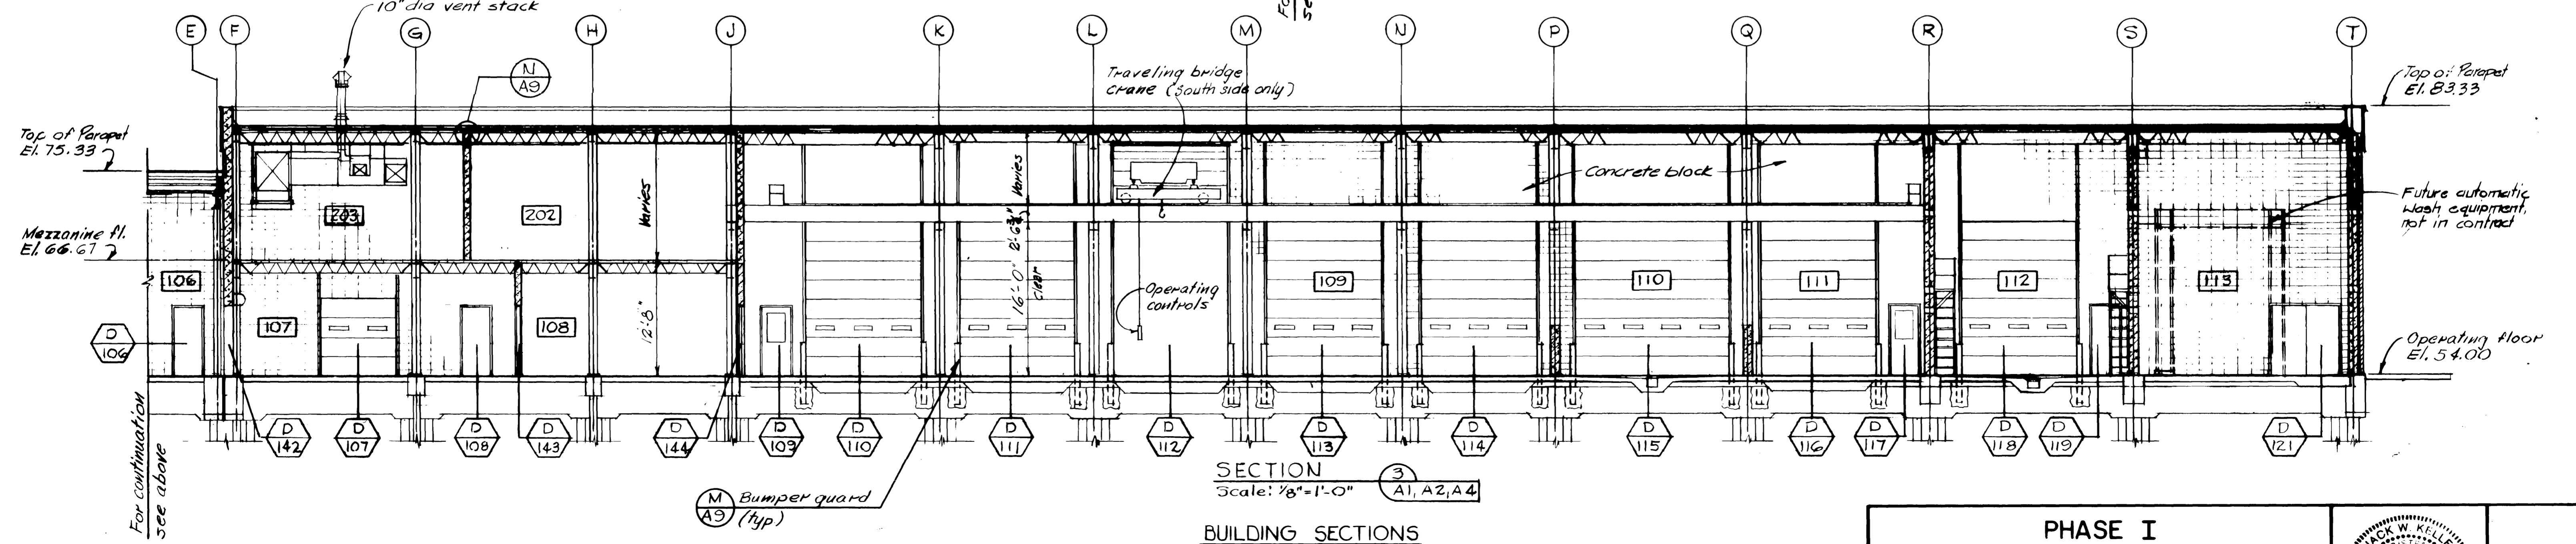 10" dia vent stack
E
F
G
H
J
K
L
M
N
P
Q
R
S
T
N
A9
Traveling bridge
crane (South side only)
Top of Parapet
El. 83.33
Top of Parapet
El. 75.33
Concrete block
Future automatic
wash equipment,
not in contract
203
202
Varies
Varies
2'-6¾"
16'-0"
clear
Mezzanine fl.
El. 66.67
106
107
108
12'-8"
109
110
111
112
113
Operating
controls
Operating floor
El. 54.00
D
106
D
142
D
107
D
108
D
143
D
144
D
109
D
110
D
111
D
112
D
113
D
114
D
115
D
116
D
117
D
118
D
119
D
121
For continuation
see above
M
A9
Bumper guard
(typ)
SECTION
3
Scale: ⅛"=1'-0"
A1, A2, A4
BUILDING SECTIONS
PHASE I
JACK W. KELLE